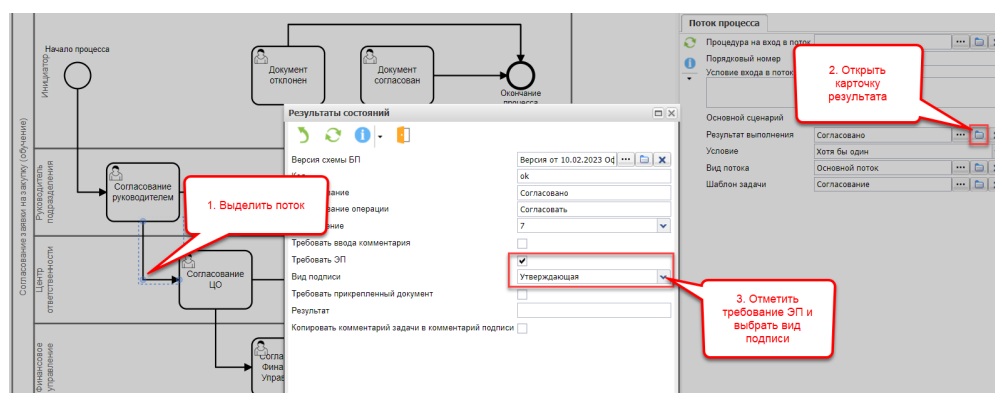 Согласование заявки на закупку (обучение)
Инициатор
Начало процесса
Документ
отклонен
Документ
согласован
Окончание
процесса
Руководитель
подразделения
Согласование
руководителем
1. Выделить поток
Центр
ответственности
Согласование
ЦО
Финансовое
управление
Результаты состояний
Версия схемы БП
Версия от 10.02.2023 Оф
ok
Согласовано
Согласовать
7
Требовать ввода комментария
Требовать ЭП
Вид подписи
Утверждающая
Требовать прикрепленный документ
Результат
Копировать комментарий задачи в комментарий подписи
Поток процесса
Процедура на вход в поток
Порядковый номер
Условие входа в поток
2. Открыть
карточку
результата
Основной сценарий
Результат выполнения
Согласовано
Условие
Хотя бы один
Вид потока
Основной поток
Шаблон задачи
Согласование
3. Отметить
требование ЭП и
выбрать вид
подписи